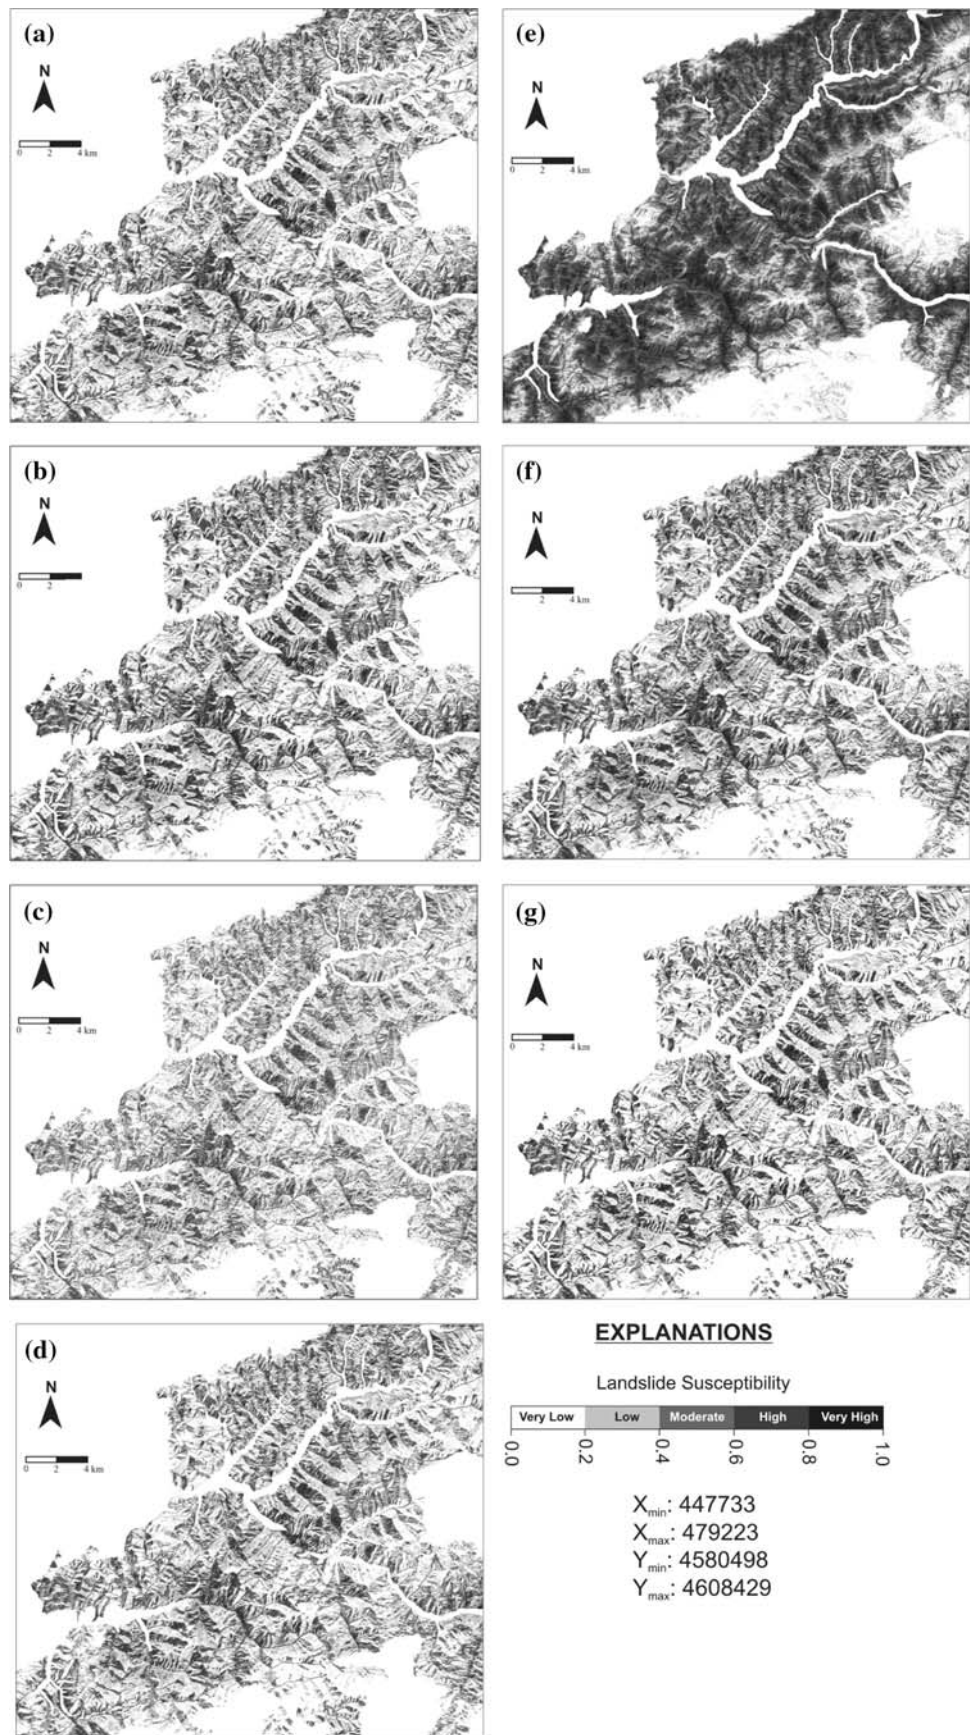 (a)
N
0 2 4 km
(e)
N
0 2 4 km
(b)
N
0 2
(f)
N
2 4 km
(c)
N
0 2 4 km
(g)
N
0 2 4 km
(d)
N
0 2 4 km
EXPLANATIONS
Landslide Susceptibility
Very Low Low Moderate High Very High
0.0 0.2 0.4 0.6 0.8 1.0
Xmin: 447733
Xmax: 479223
Ymin: 4580498
Ymax: 4608429